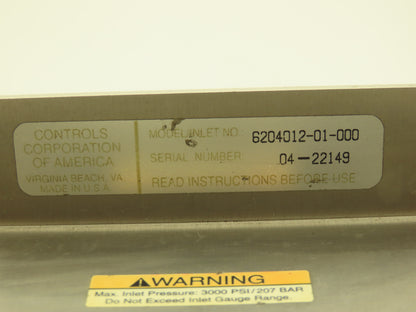 CONTROLS
CORPORATION
OF AMERICA
VIRGINIA BEACH, VA
MADE IN U.S.A.
MODEL/INLET NO.: 6204012-01-000
SERIAL NUMBER: 04-22149
READ INSTRUCTIONS BEFORE USE
WARNING
Max. Inlet Pressure: 3000 PSI/207 BAR
Do Not Exceed Inlet Gauge Range.